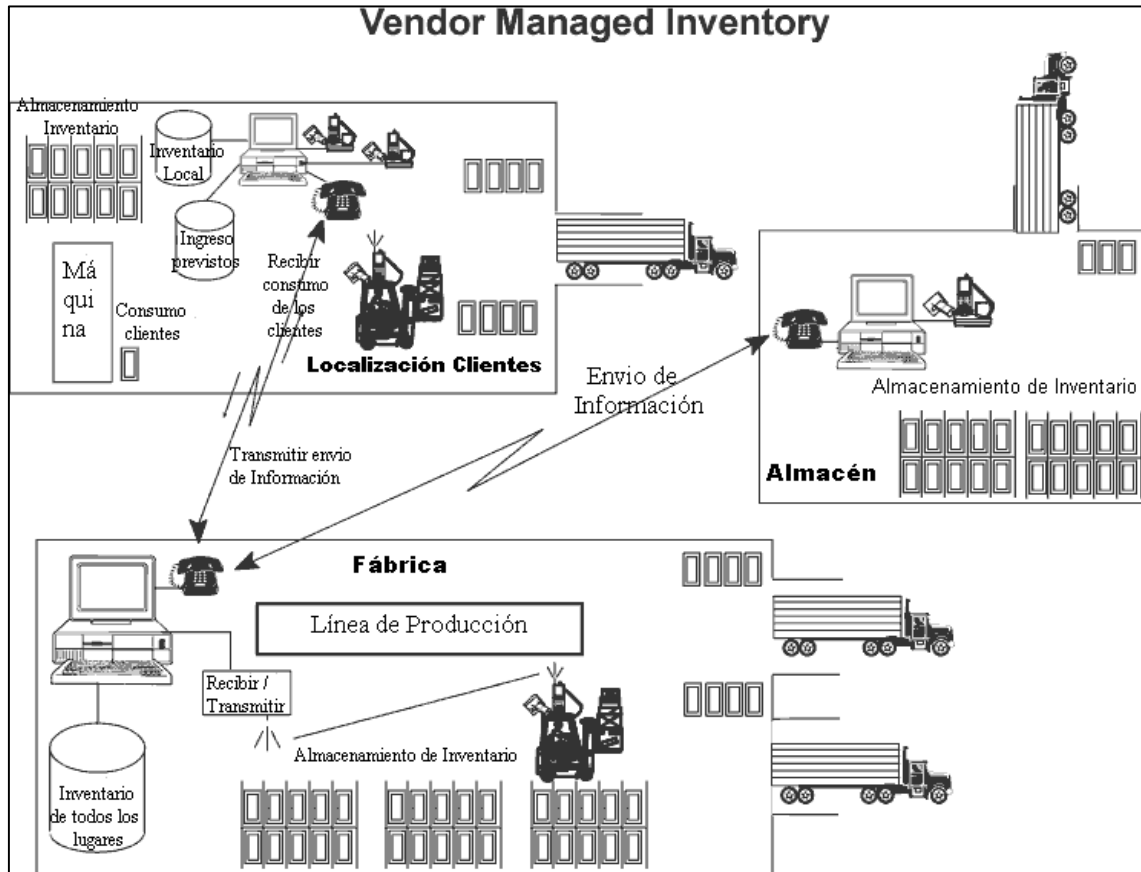 Vendor Managed Inventory
Almacenamiento
Inventario
Inventario
Local
Ingreso
previstos
Má
qui
na
Consumo
clientes
Recibir
constimo
de los
clientes
Localización Clientes
Transmitir envio
de Información
Envio de
Información
Almacenamiento de Inventario
Almacén
Fábrica
Línea de Producción
Recibir /
Transmitir
Almacenamiento de Inventario
Inventario
de todos los
lugares